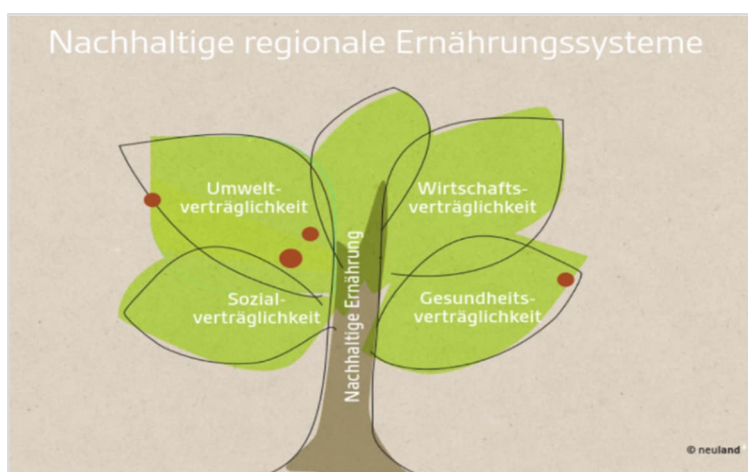 Nachhaltige regionale Ernährungssysteme
Umwelt-
verträglichkeit
Wirtschafts-
verträglichkeit
Sozial-
verträglichkeit
Gesundheits-
verträglichkeit
Nachhaltige Ernährung
© neuland